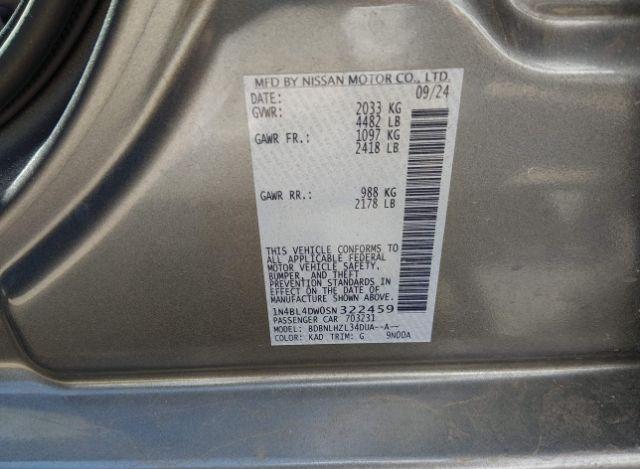 MFD BY NISSAN MOTOR CO., LTD.
DATE: 09/24
GVWR: 2033 KG
4482 LB
GAWR FR.: 1097 KG
2418 LB
GAWR RR.: 988 KG
2178 LB
THIS VEHICLE CONFORMS TO
ALL APPLICABLE FEDERAL
MOTOR VEHICLE SAFETY,
BUMPER, AND THEFT
PREVENTION STANDARDS IN
EFFECT ON THE DATE OF
MANUFACTURE SHOWN ABOVE.
1N4BL4DW0SN322459
PASSENGER CAR 703231
MODEL: BDBNLHZL34DUA--A--
COLOR: KAD TRIM: G 9N00A